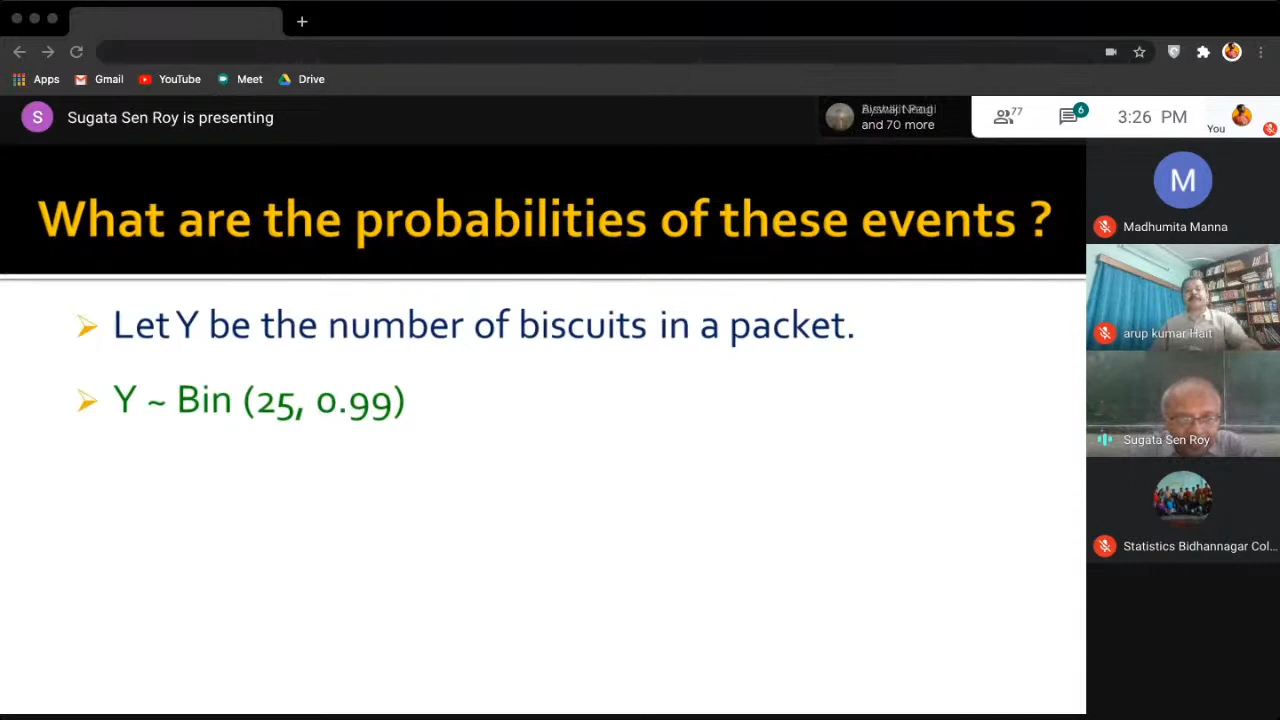 Apps
Gmail
YouTube
Meet
Drive
S
Sugata Sen Roy is presenting
and 70 more
77
6
3:26 PM
You
What are the probabilities of these events ?
Let Y be the number of biscuits in a packet.
Y ~ Bin (25, 0.99)
M
Madhumita Manna
arup kumar Hait
Sugata Sen Roy
Statistics Bidhannagar Col...